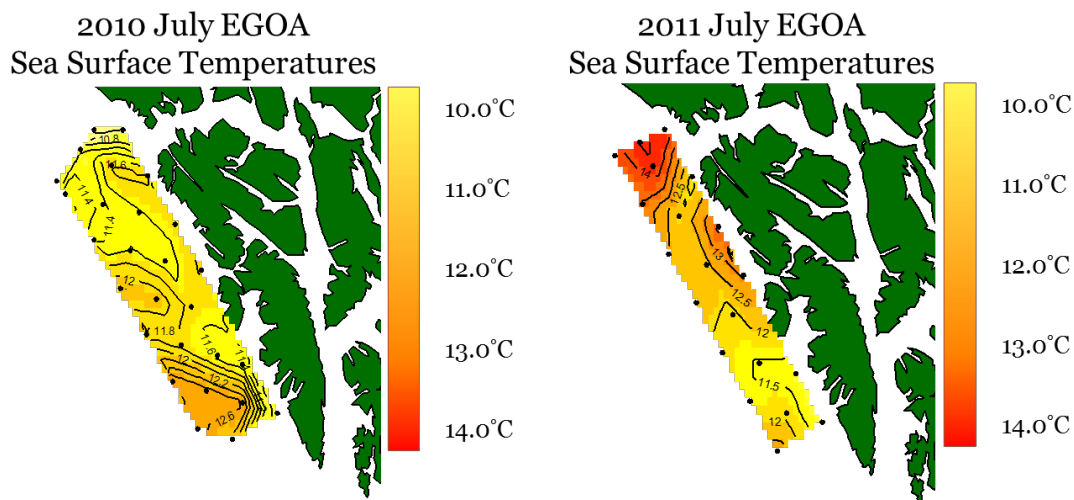 2010 July EGOA
Sea Surface Temperatures
10.8
11.6
11.4
11.4
12
11.8
11.6
12
12.2
12.6
10.0°C
11.0°C
12.0°C
13.0°C
14.0°C
2011 July EGOA
Sea Surface Temperatures
14
12.5
13
12.5
12
11.5
12
10.0°C
11.0°C
12.0°C
13.0°C
14.0°C